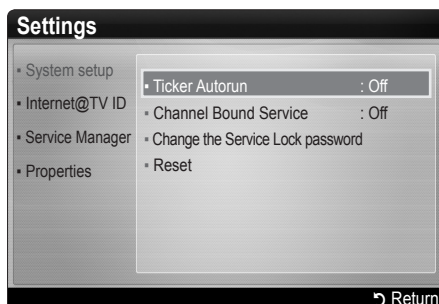 Settings
▪ System setup
▪ Internet@TV ID
▪ Service Manager
▪ Properties
▪ Ticker Autorun : Off
▪ Channel Bound Service : Off
▪ Change the Service Lock password
▪ Reset
Return